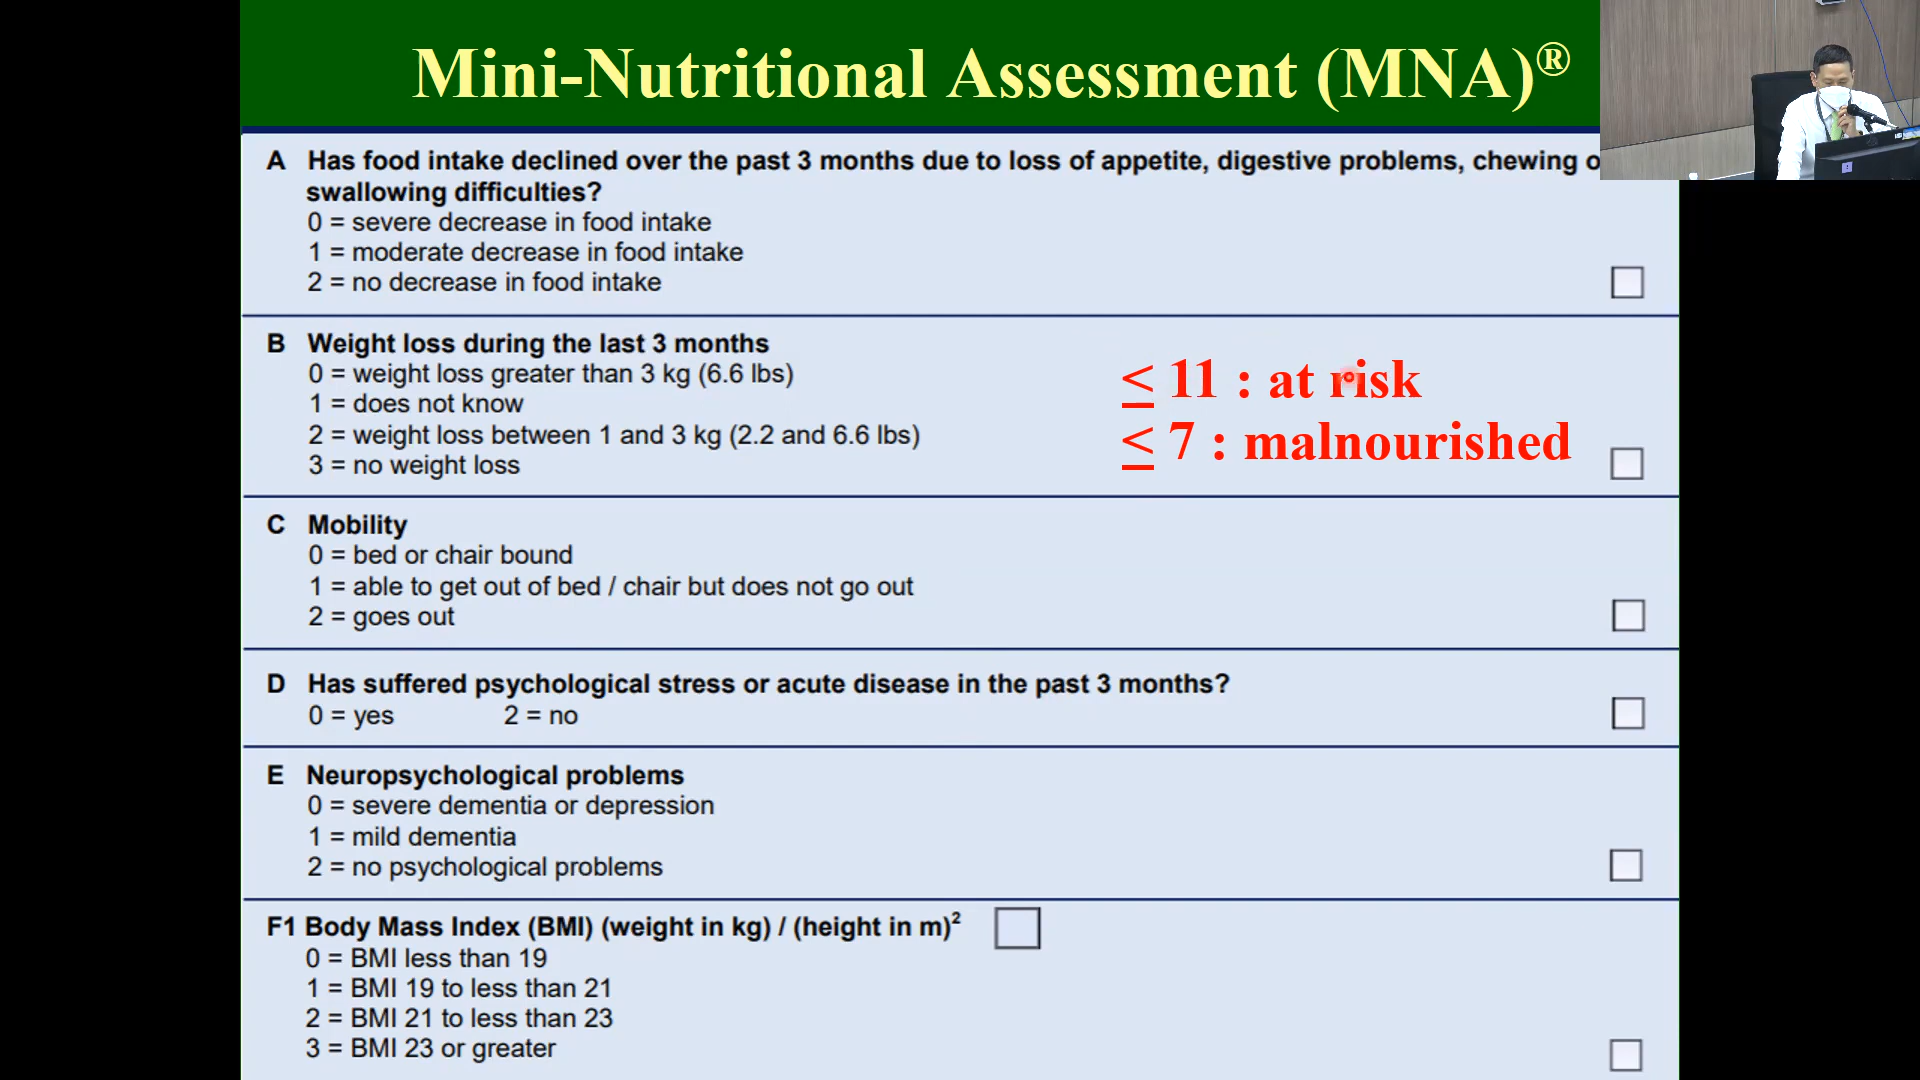 Mini-Nutritional Assessment (MNA)®
A Has food intake declined over the past 3 months due to loss of appetite, digestive problems, chewing o
swallowing difficulties?
0 = severe decrease in food intake
1 = moderate decrease in food intake
2 = no decrease in food intake
B Weight loss during the last 3 months
0 = weight loss greater than 3 kg (6.6 lbs)
1 = does not know
2 = weight loss between 1 and 3 kg (2.2 and 6.6 lbs)
3 = no weight loss
≤ 11 : at risk
≤ 7 : malnourished
C Mobility
0 = bed or chair bound
1 = able to get out of bed / chair but does not go out
2 = goes out
D Has suffered psychological stress or acute disease in the past 3 months?
0 = yes 2 = no
E Neuropsychological problems
0 = severe dementia or depression
1 = mild dementia
2 = no psychological problems
F1 Body Mass Index (BMI) (weight in kg) / (height in m)²
0 = BMI less than 19
1 = BMI 19 to less than 21
2 = BMI 21 to less than 23
3 = BMI 23 or greater